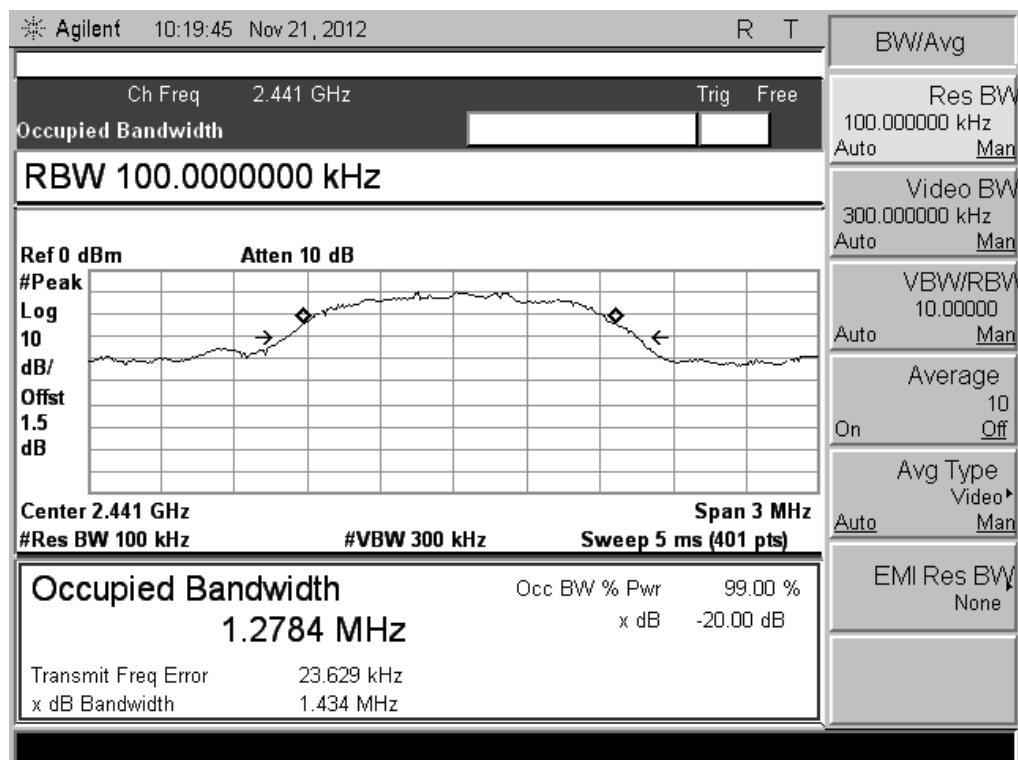 Agilent 10:19:45 Nov 21, 2012 R T
BW/Avg
Ch Freq 2.441 GHz Trig Free
Occupied Bandwidth
RBW 100.0000000 kHz
Ref 0 dBm Atten 10 dB
#Peak
Log
10
dB/
Offst
1.5
dB
Center 2.441 GHz Span 3 MHz
#Res BW 100 kHz #VBW 300 kHz Sweep 5 ms (401 pts)
Occupied Bandwidth Occ BW % Pwr 99.00 %
1.2784 MHz x dB -20.00 dB
Transmit Freq Error 23.629 kHz
x dB Bandwidth 1.434 MHz
Res BW
100.000000 kHz
Auto Man
Video BW
300.000000 kHz
Auto Man
VBW/RBW
10.00000
Auto Man
Average
10
On Off
Avg Type
Video
Auto Man
EMI Res BW
None